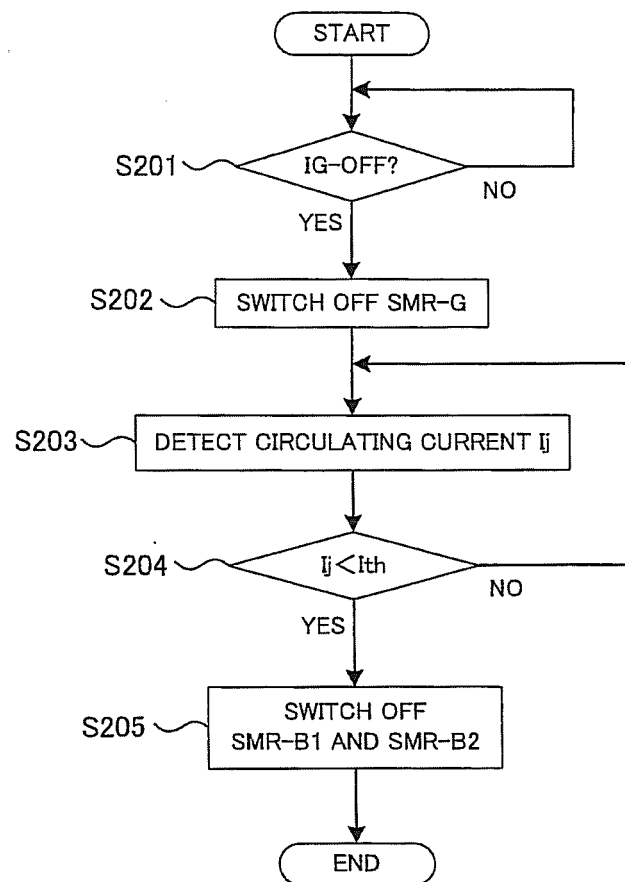 START
S201
IG-OFF?
NO
YES
S202
SWITCH OFF SMR-G
S203
DETECT CIRCULATING CURRENT Ij
S204
Ij<Ith
NO
YES
S205
SWITCH OFF
SMR-B1 AND SMR-B2
END